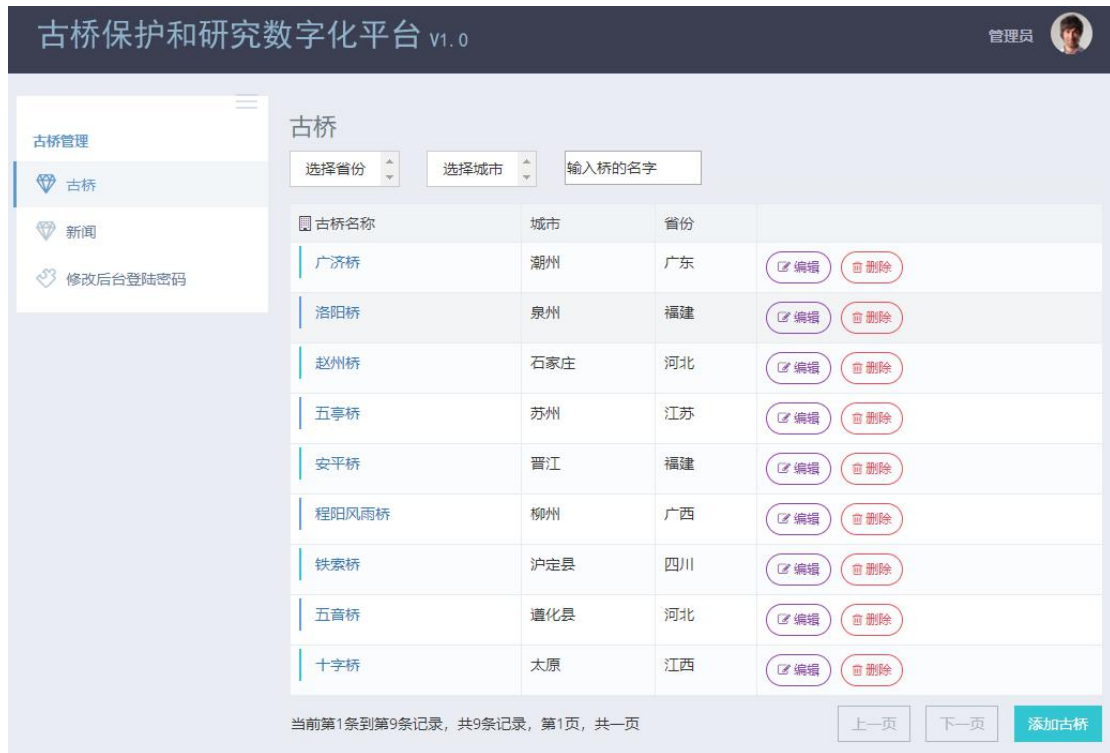 古桥保护和研究数字化平台 V1.0
管理员
古桥管理
古桥
新闻
修改后台登陆密码
古桥
选择省份 选择城市 输入桥的名字
古桥名称 城市 省份
广济桥 潮州 广东 编辑 删除
洛阳桥 泉州 福建 编辑 删除
赵州桥 石家庄 河北 编辑 删除
五亭桥 苏州 江苏 编辑 删除
安平桥 晋江 福建 编辑 删除
程阳风雨桥 柳州 广西 编辑 删除
铁索桥 泸定县 四川 编辑 删除
五音桥 遵化县 河北 编辑 删除
十字桥 太原 江西 编辑 删除
当前第1条到第9条记录，共9条记录，第1页，共一页
上一页 下一页 添加古桥